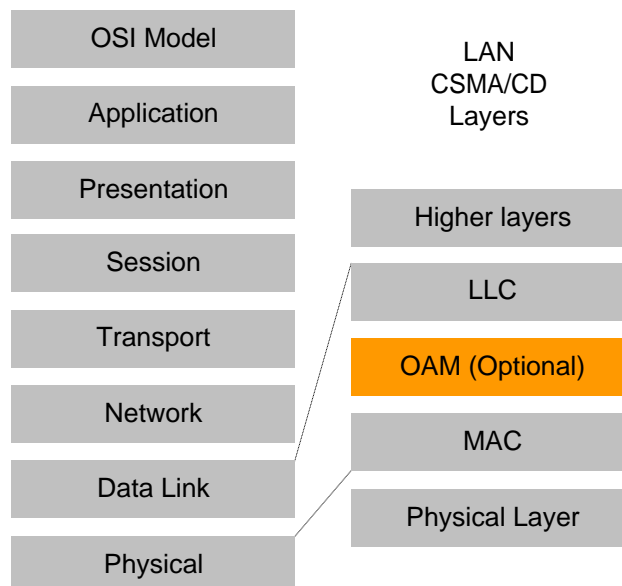 OSI Model
Application
Presentation
Session
Transport
Network
Data Link
Physical
LAN
CSMA/CD
Layers
Higher layers
LLC
OAM (Optional)
MAC
Physical Layer